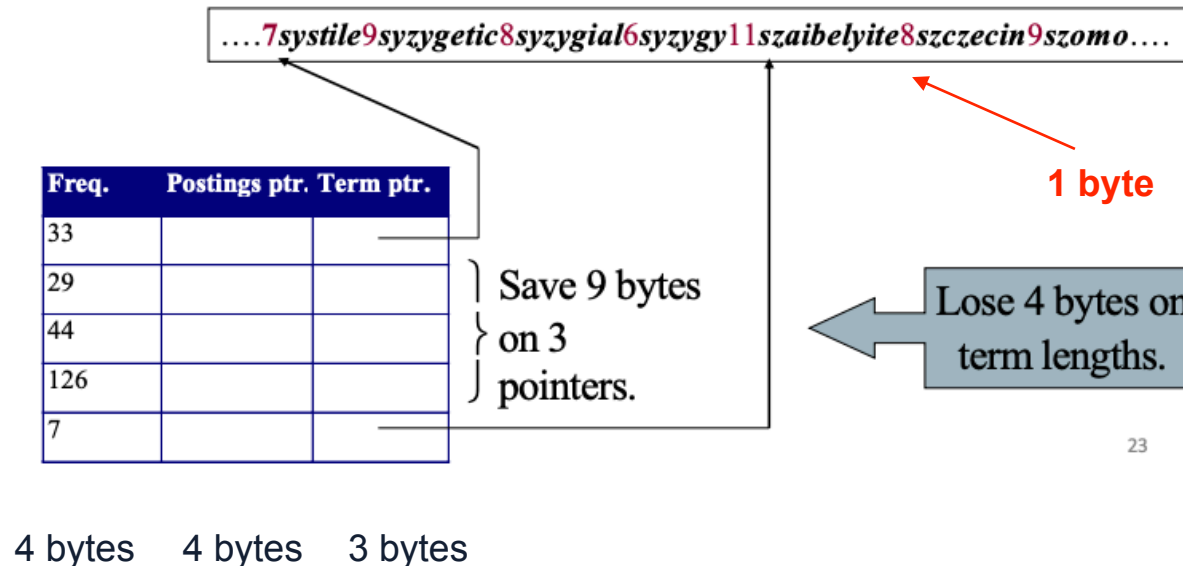 ....7systile9syzygetic8syzygial6syzygy11szaibelyite8szczecin9szomo....
1 byte
Freq. Postings ptr. Term ptr.
33
29
44
126
7
Save 9 bytes
on 3
pointers.
Lose 4 bytes on
term lengths.
23
4 bytes 4 bytes 3 bytes